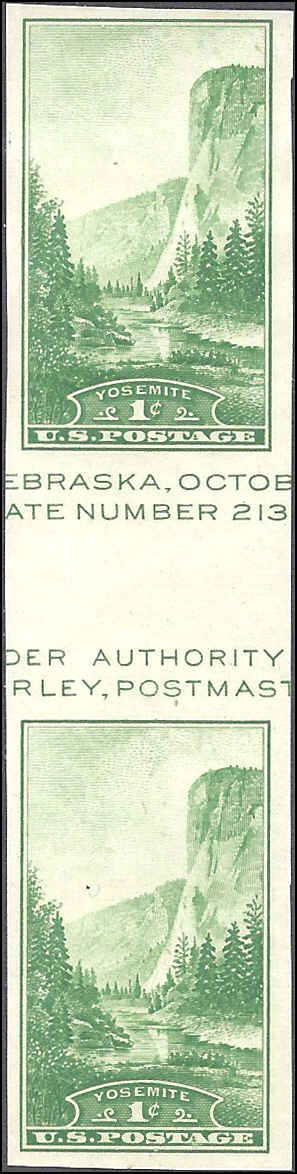 YOSEMITE
1¢
U.S.POSTAGE
EBRASKA, OCTOB
ATE NUMBER 213
DER AUTHORITY
RLEY, POSTMAST
YOSEMITE
1¢
U.S.POSTAGE